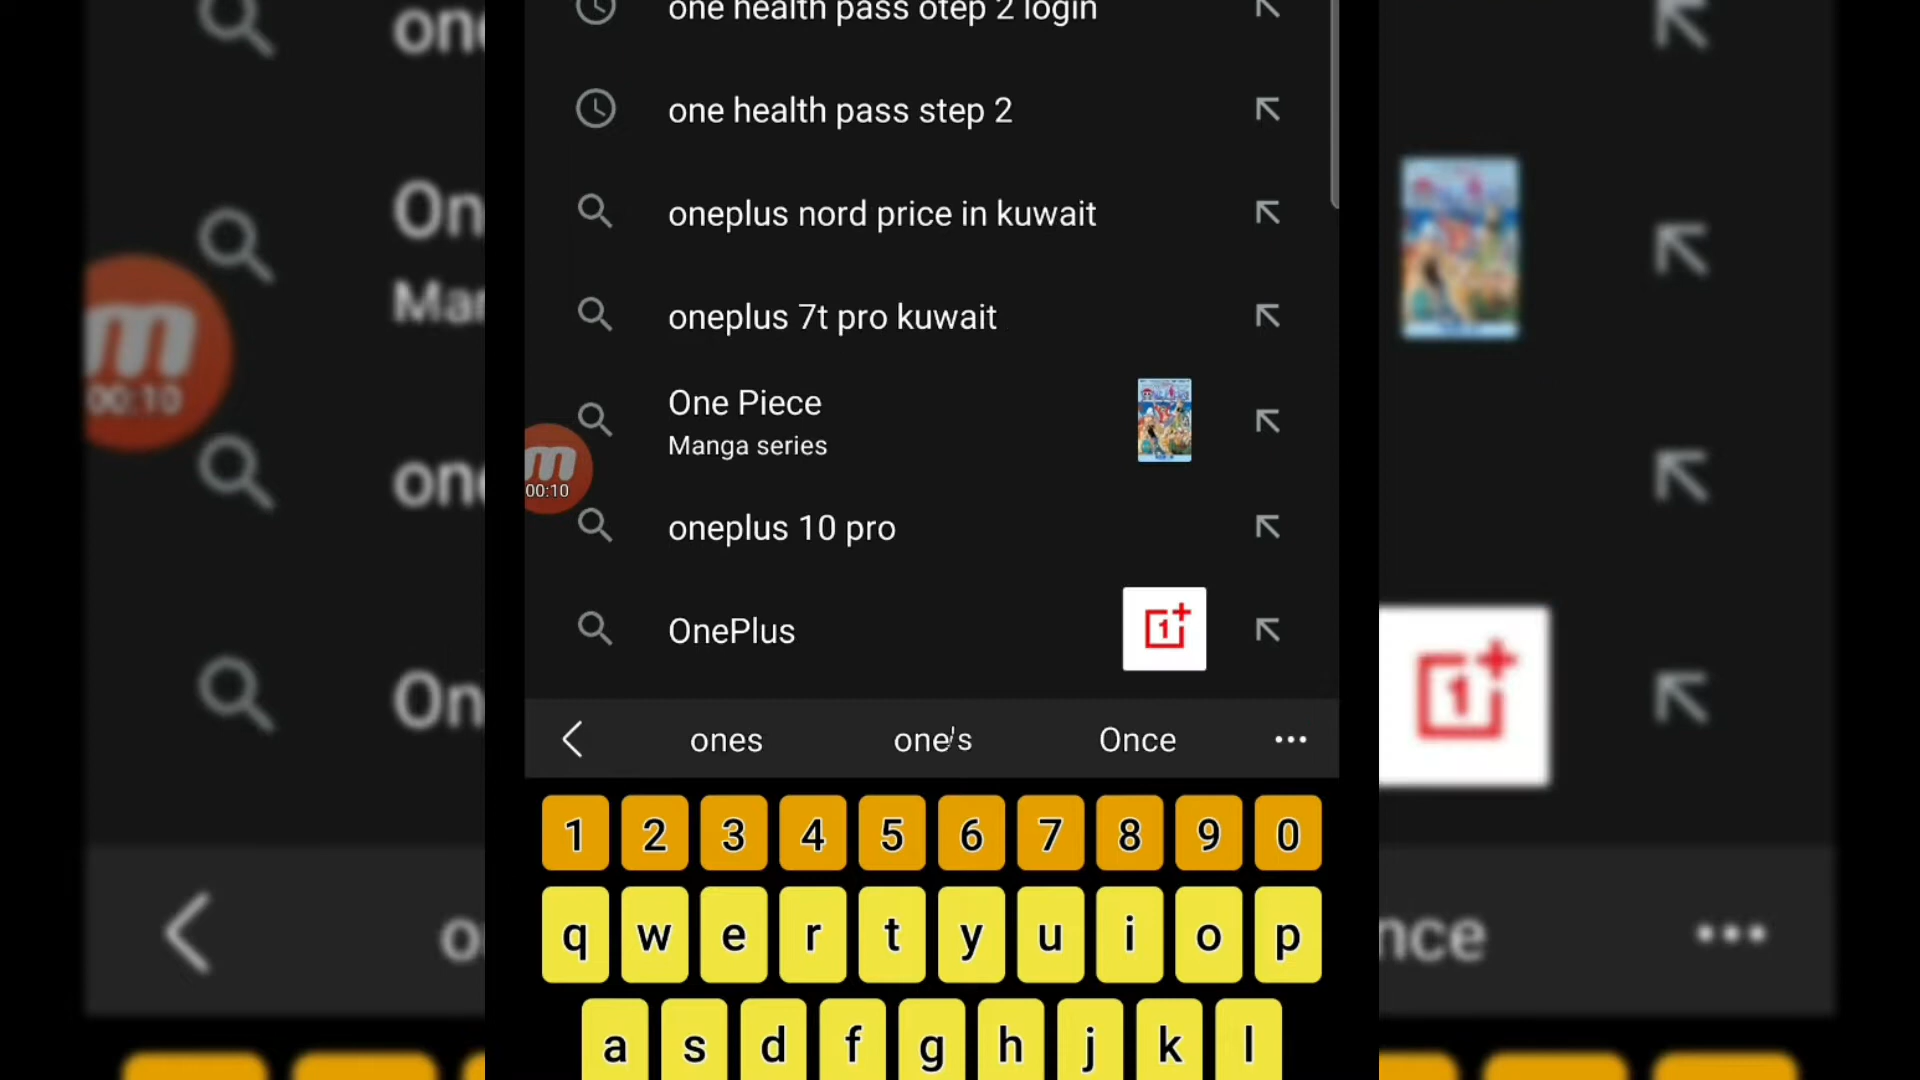 one health pass otep 2 login
one health pass step 2
oneplus nord price in kuwait
oneplus 7t pro kuwait
One Piece
Manga series
m
00:10
oneplus 10 pro
OnePlus
1+
ones one's Once
1 2 3 4 5 6 7 8 9 0
q w e r t y u i o p
a s d f g h j k l